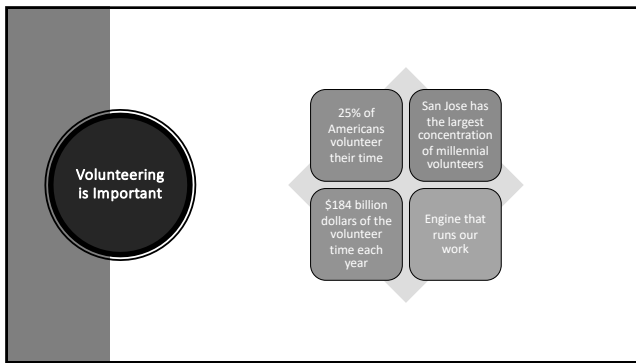 Volunteering
is Important
25% of
Americans
volunteer
their time
San Jose has
the largest
concentration
of millennial
volunteers
$184 billion
dollars of the
volunteer
time each
year
Engine that
runs our
work